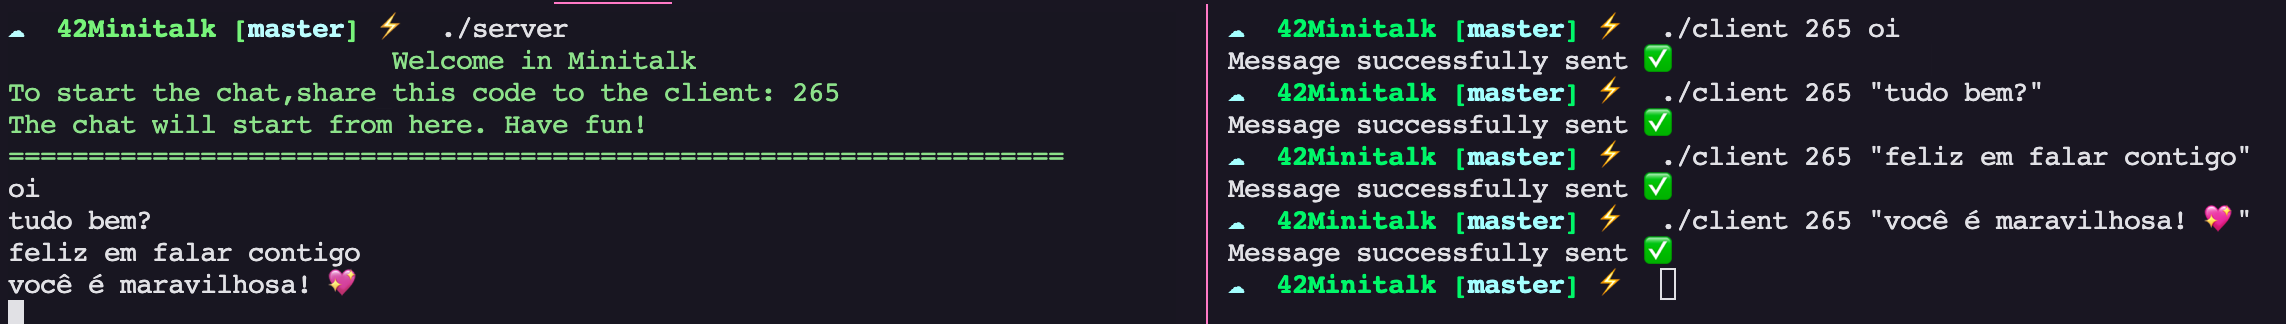 ☁ 42Minitalk [master] ⚡ ./server
Welcome in Minitalk
To start the chat,share this code to the client: 265
The chat will start from here. Have fun!
==================================================================
oi
tudo bem?
feliz em falar contigo
você é maravilhosa! 💖
☁ 42Minitalk [master] ⚡ ./client 265 oi
Message successfully sent ✅
☁ 42Minitalk [master] ⚡ ./client 265 "tudo bem?"
Message successfully sent ✅
☁ 42Minitalk [master] ⚡ ./client 265 "feliz em falar contigo"
Message successfully sent ✅
☁ 42Minitalk [master] ⚡ ./client 265 "você é maravilhosa! 💖"
Message successfully sent ✅
☁ 42Minitalk [master] ⚡